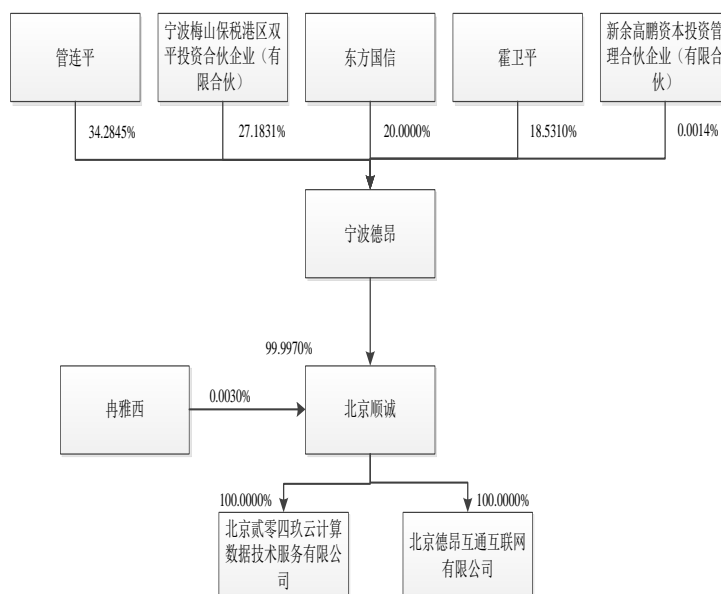 管连平
宁波梅山保税港区双
平投资合伙企业（有
限合伙）
东方国信
霍卫平
新余高鹏资本投资管
理合伙企业（有限合
伙）
34.2845%
27.1831%
20.0000%
18.5310%
0.0014%
宁波德昂
99.9970%
冉雅西
0.0030%
北京顺诚
100.0000%
100.0000%
北京贰零四玖云计算
数据技术服务有限公
司
北京德昂互通互联网
有限公司